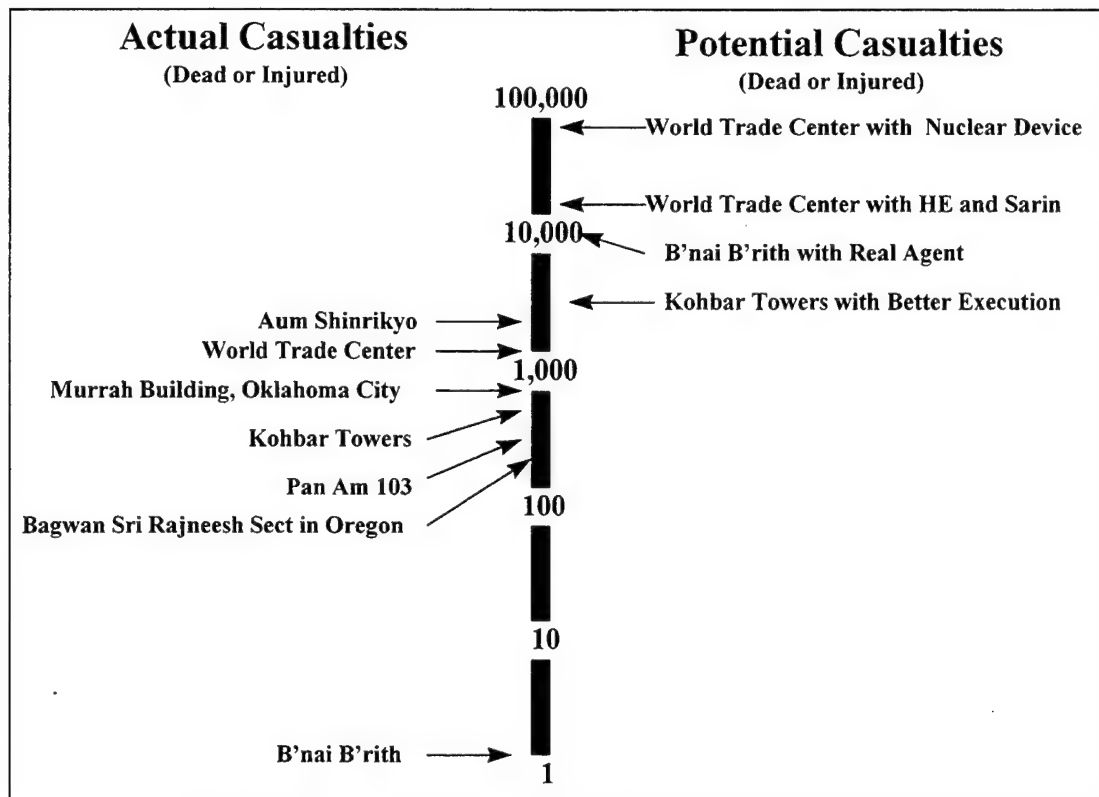 Actual Casualties
(Dead or Injured)
Potential Casualties
(Dead or Injured)
100,000
World Trade Center with Nuclear Device
World Trade Center with HE and Sarin
10,000
B'nai B'rith with Real Agent
Kohbar Towers with Better Execution
Aum Shinrikyo
World Trade Center
1,000
Murrah Building, Oklahoma City
Kohbar Towers
Pan Am 103
100
Bagwan Sri Rajneesh Sect in Oregon
10
B'nai B'rith
1